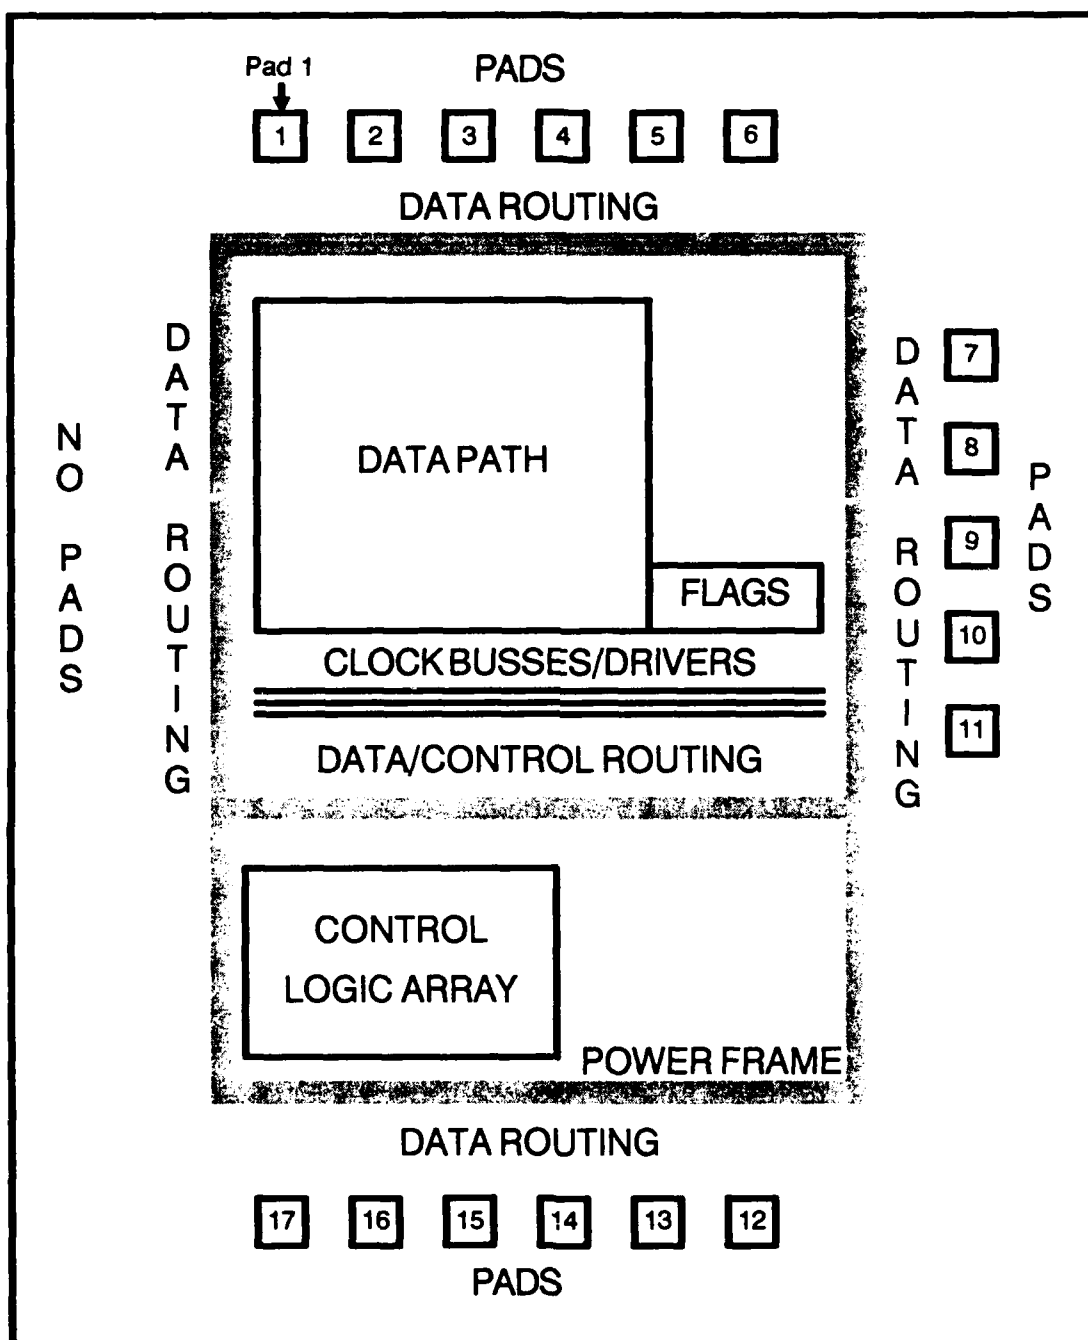 Pad 1
PADS
1 2 3 4 5 6
DATA ROUTING
NO PADS
DATA ROUTING
DATA PATH
FLAGS
CLOCK BUSSES/DRIVERS
DATA/CONTROL ROUTING
DATA ROUTING
7
8
9
10
11
PADS
CONTROL
LOGIC ARRAY
POWER FRAME
DATA ROUTING
17 16 15 14 13 12
PADS